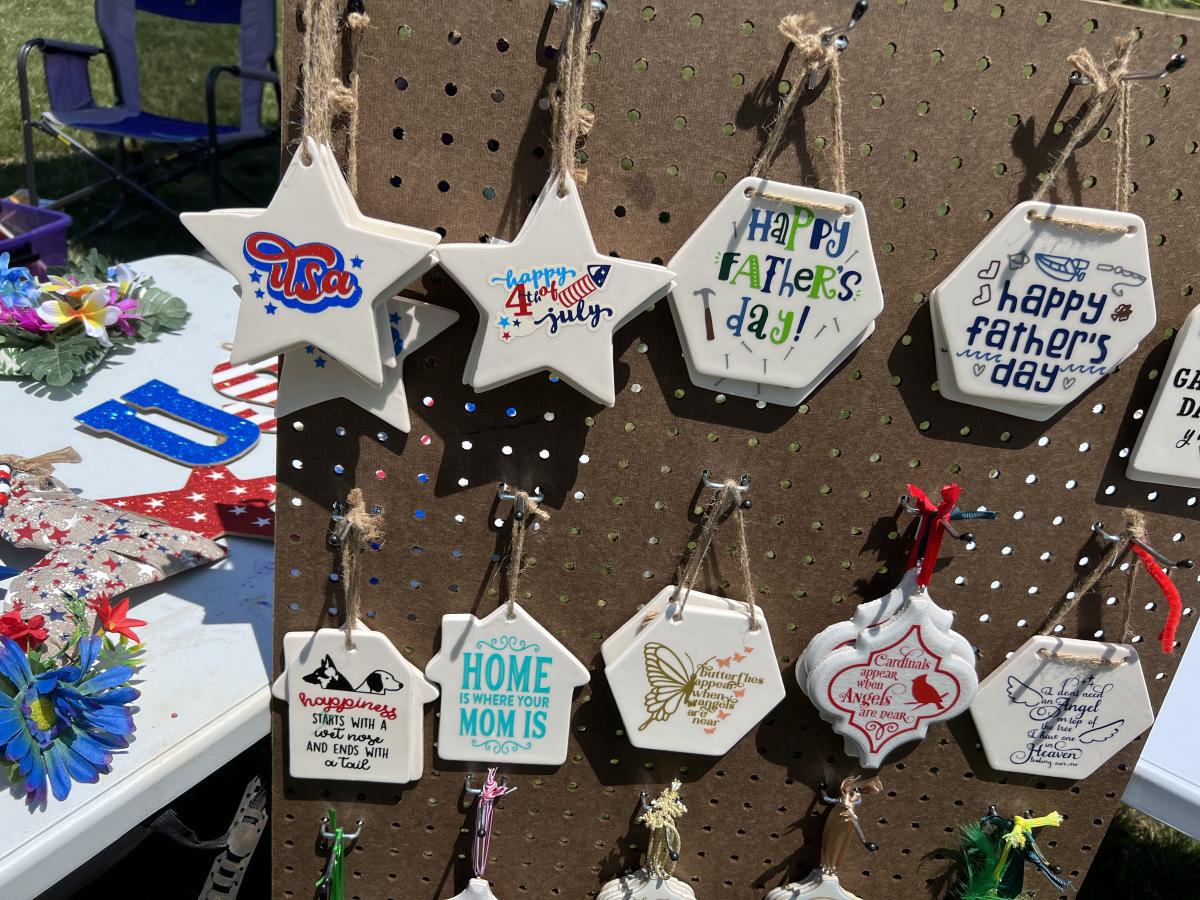 usa
happy
4th of
july
HAPPY
FATHER'S
day!
happy
father's
day
U
happiness
STARTS WITH A
wet nose
AND ENDS WITH
a tail
HOME
IS WHERE YOUR
MOM IS
butterflies
appear
when
angels
are
near
Cardinals
appear
when
Angels
are near
I dont need
an Angel
on top of
the tree
I have one
in
Heaven
looking over me